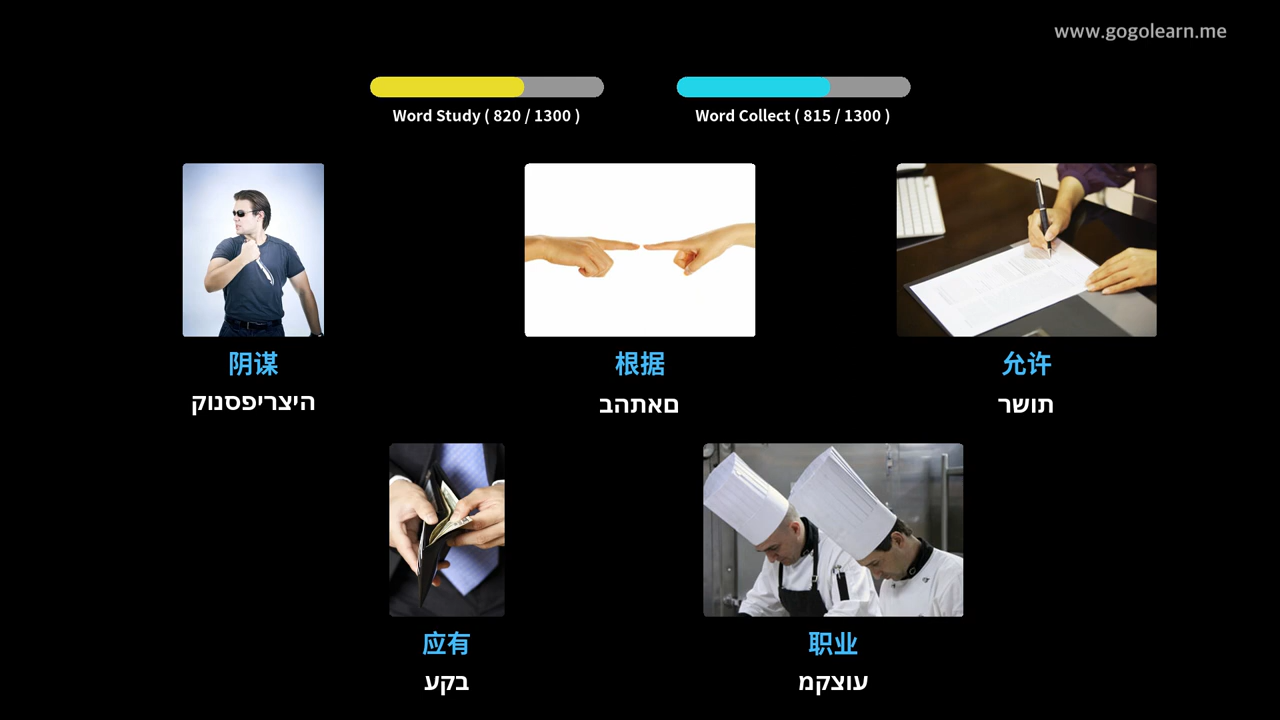 www.gogolearn.me
Word Study ( 820 / 1300 )
Word Collect ( 815 / 1300 )
阴谋
היצריפסנוק
根据
םאתהב
允许
תושר
应有
בקע
职业
עוצקמ